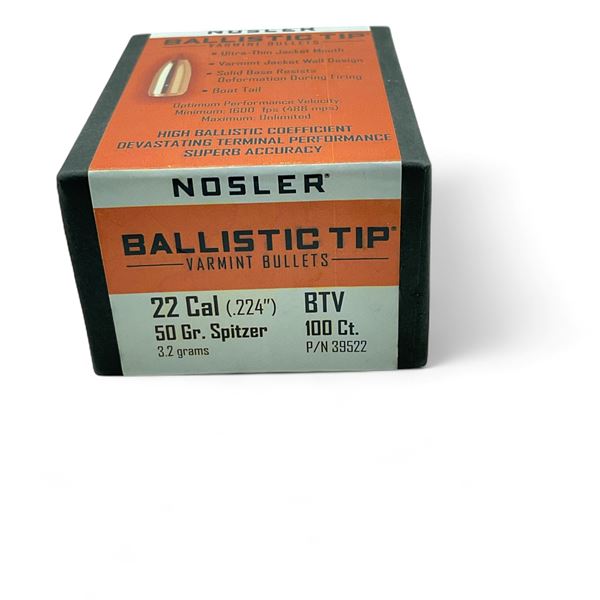 NOSLER
BALLISTIC TIP®
VARMINT BULLETS
• Ultra-Thin Jacket Mouth
• Varmint Jacket Wall Design
• Solid Base Resists
Deformation During Firing
• Boat Tail
Optimum Performance Velocity
Minimum: 1600 fps (488 mps)
Maximum: Unlimited
HIGH BALLISTIC COEFFICIENT
DEVASTATING TERMINAL PERFORMANCE
SUPERB ACCURACY
NOSLER®
BALLISTIC TIP®
VARMINT BULLETS
22 Cal (.224") BTV
50 Gr. Spitzer 100 Ct.
3.2 grams P/N 39522